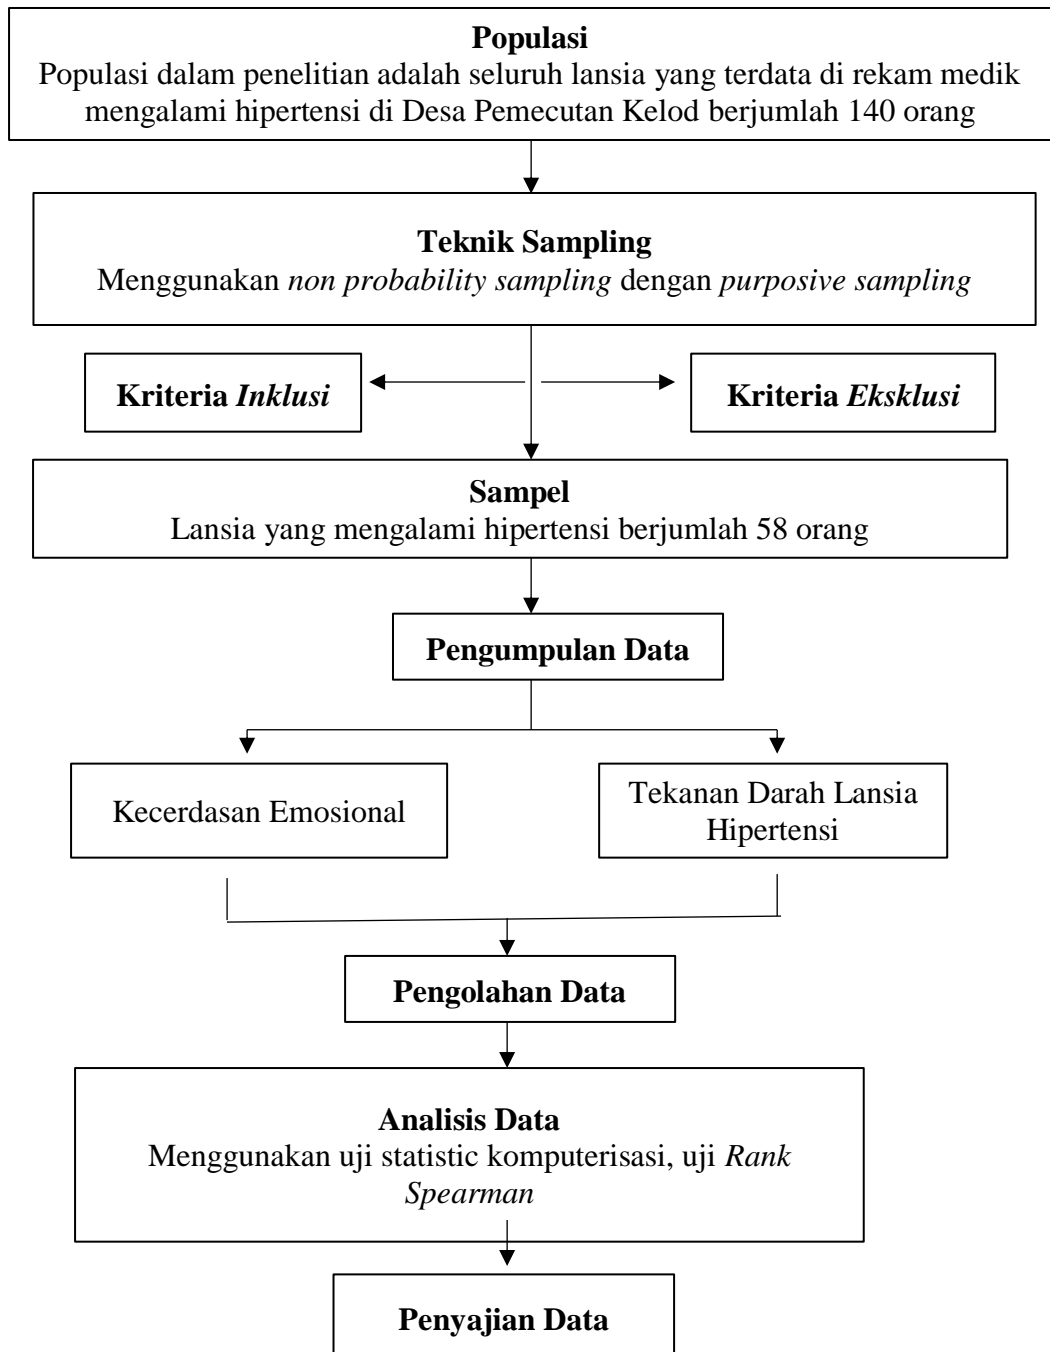 Populasi
Populasi dalam penelitian adalah seluruh lansia yang terdata di rekam medik
mengalami hipertensi di Desa Pemecutan Kelod berjumlah 140 orang
Teknik Sampling
Menggunakan non probability sampling dengan purposive sampling
Kriteria Inklusi
Kriteria Eksklusi
Sampel
Lansia yang mengalami hipertensi berjumlah 58 orang
Pengumpulan Data
Kecerdasan Emosional
Tekanan Darah Lansia
Hipertensi
Pengolahan Data
Analisis Data
Menggunakan uji statistic komputerisasi, uji Rank
Spearman
Penyajian Data